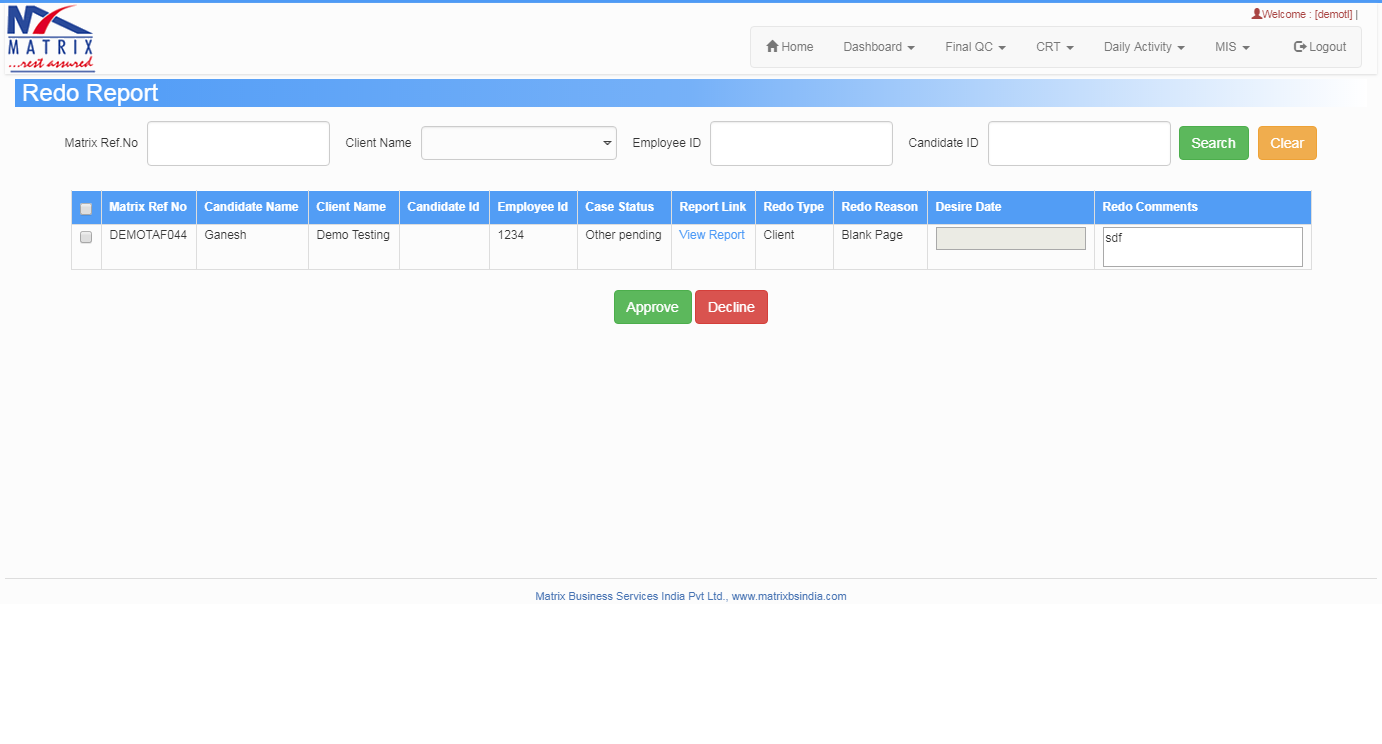 MATRIX
...rest assured
Welcome : [demotl] |
Home Dashboard Final QC CRT Daily Activity MIS Logout
Redo Report
Matrix Ref.No Client Name Employee ID Candidate ID Search Clear
Matrix Ref No Candidate Name Client Name Candidate Id Employee Id Case Status Report Link Redo Type Redo Reason Desire Date Redo Comments
DEMOTAF044 Ganesh Demo Testing 1234 Other pending View Report Client Blank Page sdf
Approve Decline
Matrix Business Services India Pvt Ltd., www.matrixbsindia.com